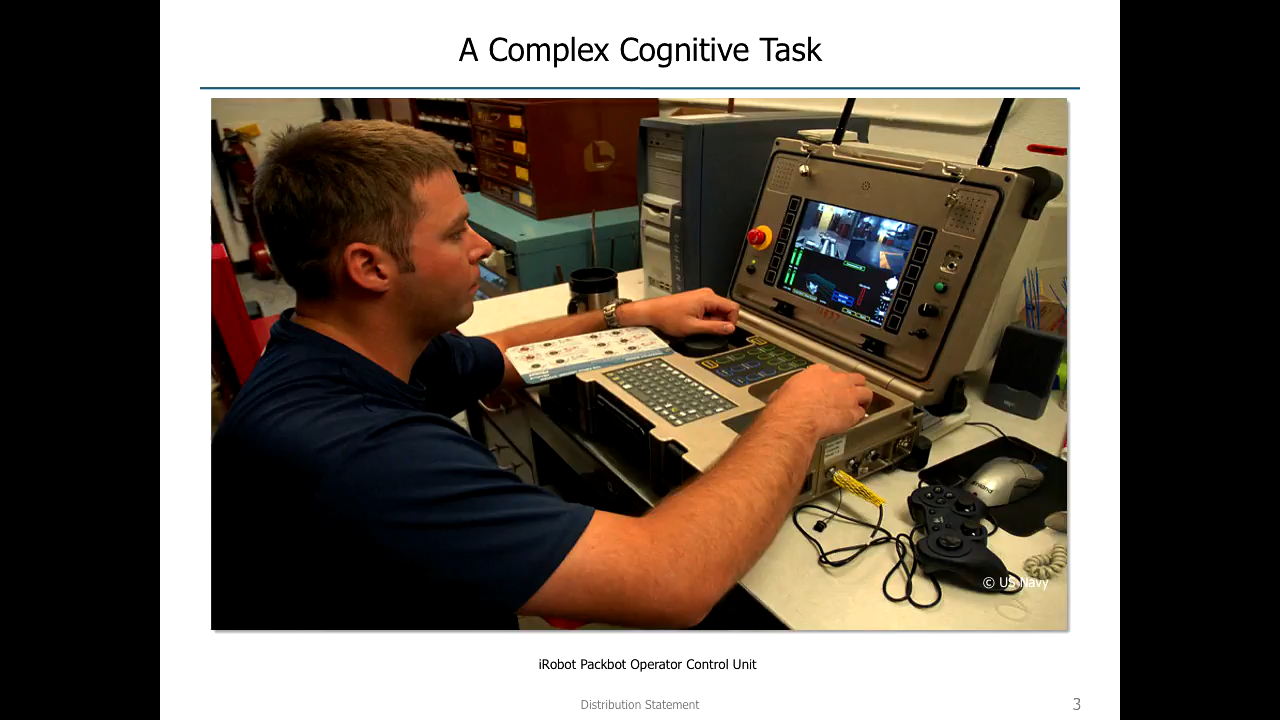 A Complex Cognitive Task
© US Navy
iRobot Packbot Operator Control Unit
Distribution Statement
3